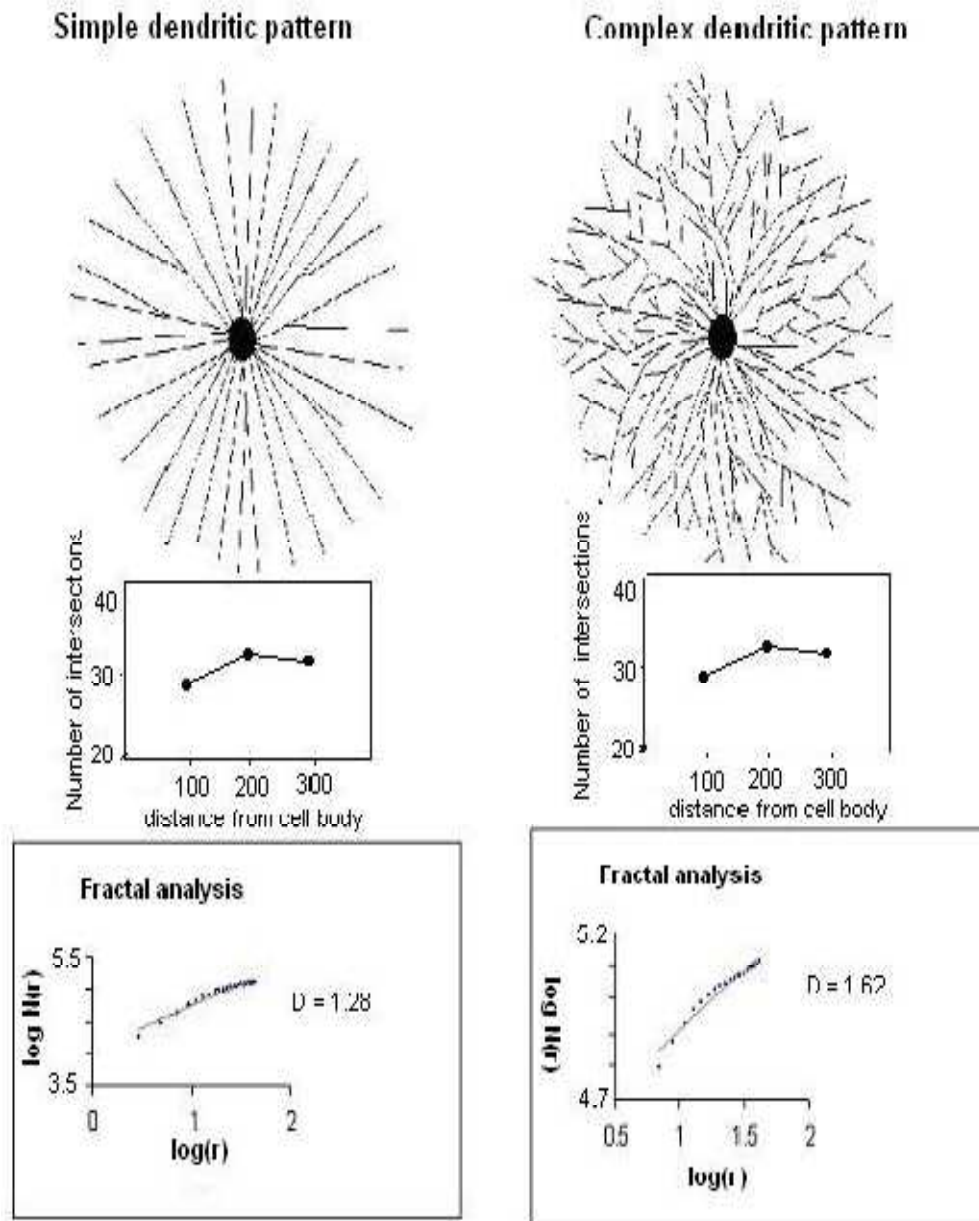 Simple dendritic pattern
Complex dendritic pattern
Number of intersections
40
30
20
100 200 300
distance from cell body
Number of intersections
40
30
20
100 200 300
distance from cell body
Fractal analysis
log N(r)
5.5
3.5
D = 1.28
0 1 2
log(r)
Fractal analysis
log N(r)
5.2
4.7
D = 1.62
0.5 1 1.5 2
log(r)